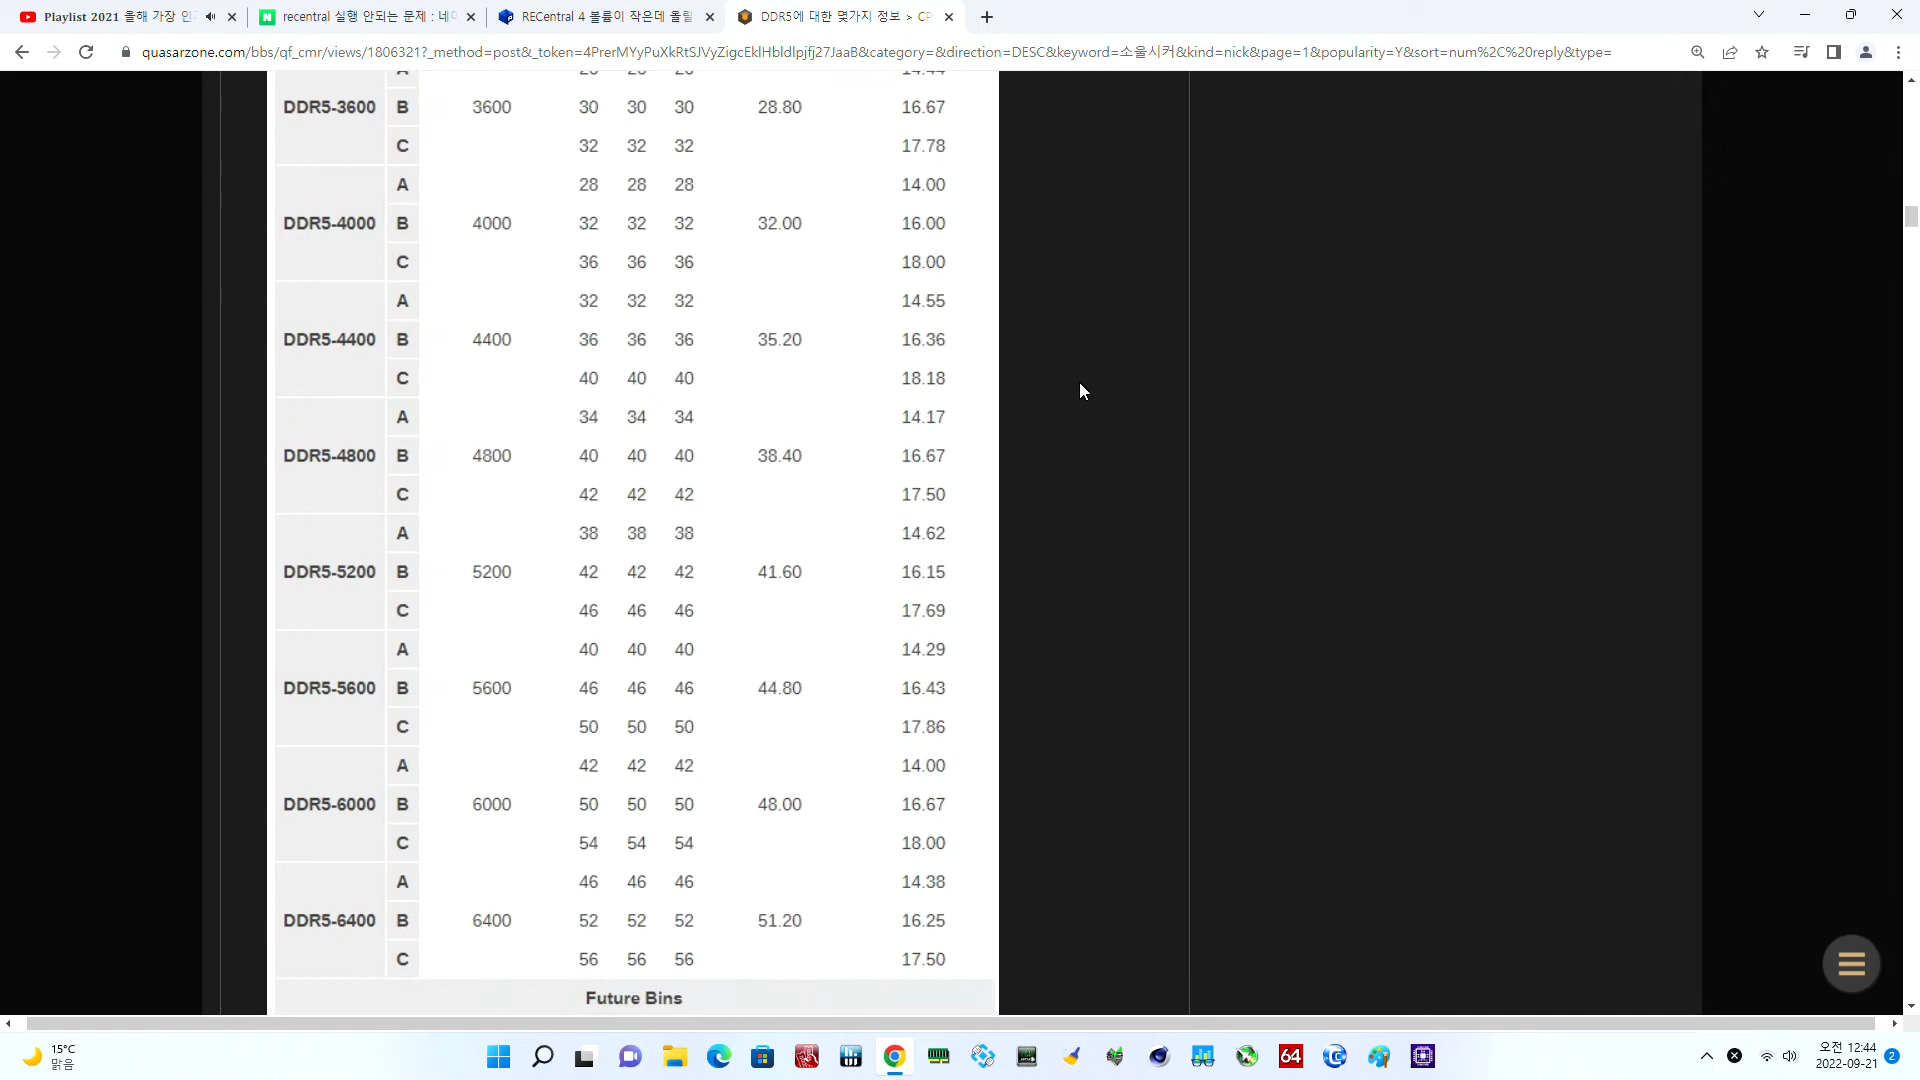 Playlist 2021 올해 가장 인
recentral 실행 안되는 문제 : 네이
RECentral 4 볼륨이 작은데 올릴
DDR5에 대한 몇가지 정보 > CP
quasarzone.com/bbs/qf_cmr/views/1806321?_method=post&_token=4PrerMYyPuXkRtSJVyZigcEklHbldlpjfj27JaaB&category=&direction=DESC&keyword=소울시커&kind=nick&page=1&popularity=Y&sort=num%2C%20reply&type=
DDR5-3600 B 3600 30 30 30 28.80 16.67
C 32 32 32 17.78
A 28 28 28 14.00
DDR5-4000 B 4000 32 32 32 32.00 16.00
C 36 36 36 18.00
A 32 32 32 14.55
DDR5-4400 B 4400 36 36 36 35.20 16.36
C 40 40 40 18.18
A 34 34 34 14.17
DDR5-4800 B 4800 40 40 40 38.40 16.67
C 42 42 42 17.50
A 38 38 38 14.62
DDR5-5200 B 5200 42 42 42 41.60 16.15
C 46 46 46 17.69
A 40 40 40 14.29
DDR5-5600 B 5600 46 46 46 44.80 16.43
C 50 50 50 17.86
A 42 42 42 14.00
DDR5-6000 B 6000 50 50 50 48.00 16.67
C 54 54 54 18.00
A 46 46 46 14.38
DDR5-6400 B 6400 52 52 52 51.20 16.25
C 56 56 56 17.50
Future Bins
15°C
맑음
64
오전 12:44
2022-09-21
2